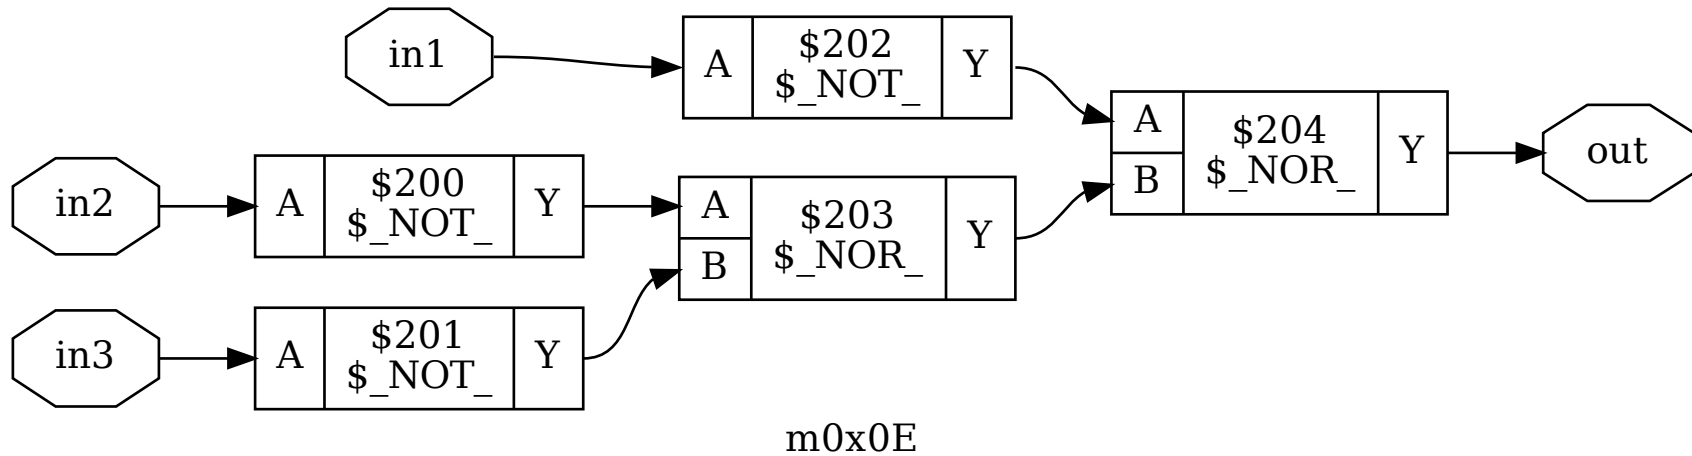 in1
A
$202
$_NOT_
Y
in2
A
$200
$_NOT_
Y
in3
A
$201
$_NOT_
Y
A
B
$203
$_NOR_
Y
A
B
$204
$_NOR_
Y
out
m0x0E